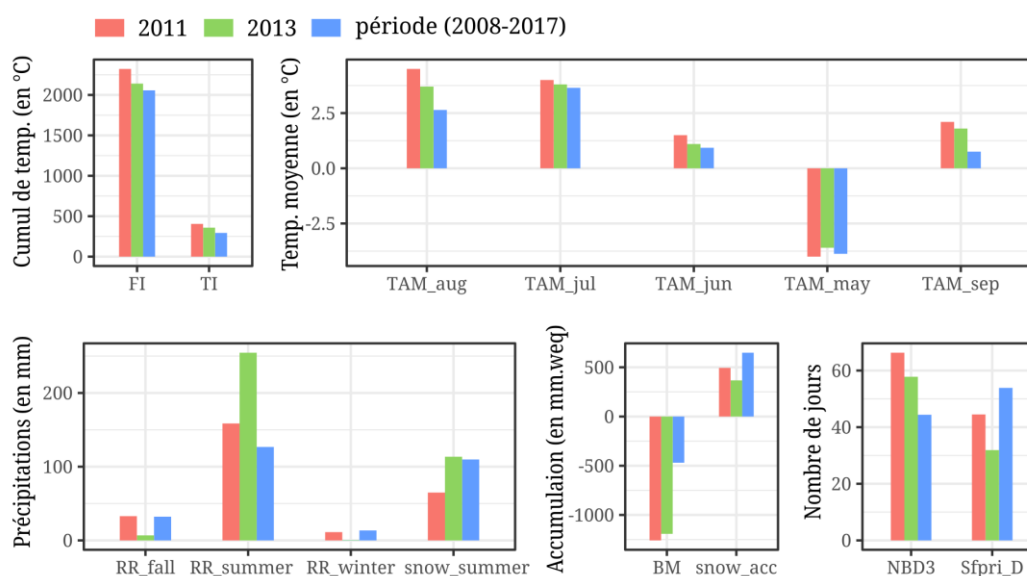 2011 2013 période (2008-2017)
Cumul de temp. (en °C)
2000
1500
1000
500
0
FI TI
Temp. moyenne (en °C)
2.5
0.0
-2.5
TAM_aug TAM_jul TAM_jun TAM_may TAM_sep
Précipitations (en mm)
200
100
0
RR_fall RR_summer RR_winter snow_summer
Accumulaion (en mm.weq)
500
0
-500
-1000
BM snow_acc
Nombre de jours
60
40
20
0
NBD3 Sfpri_D